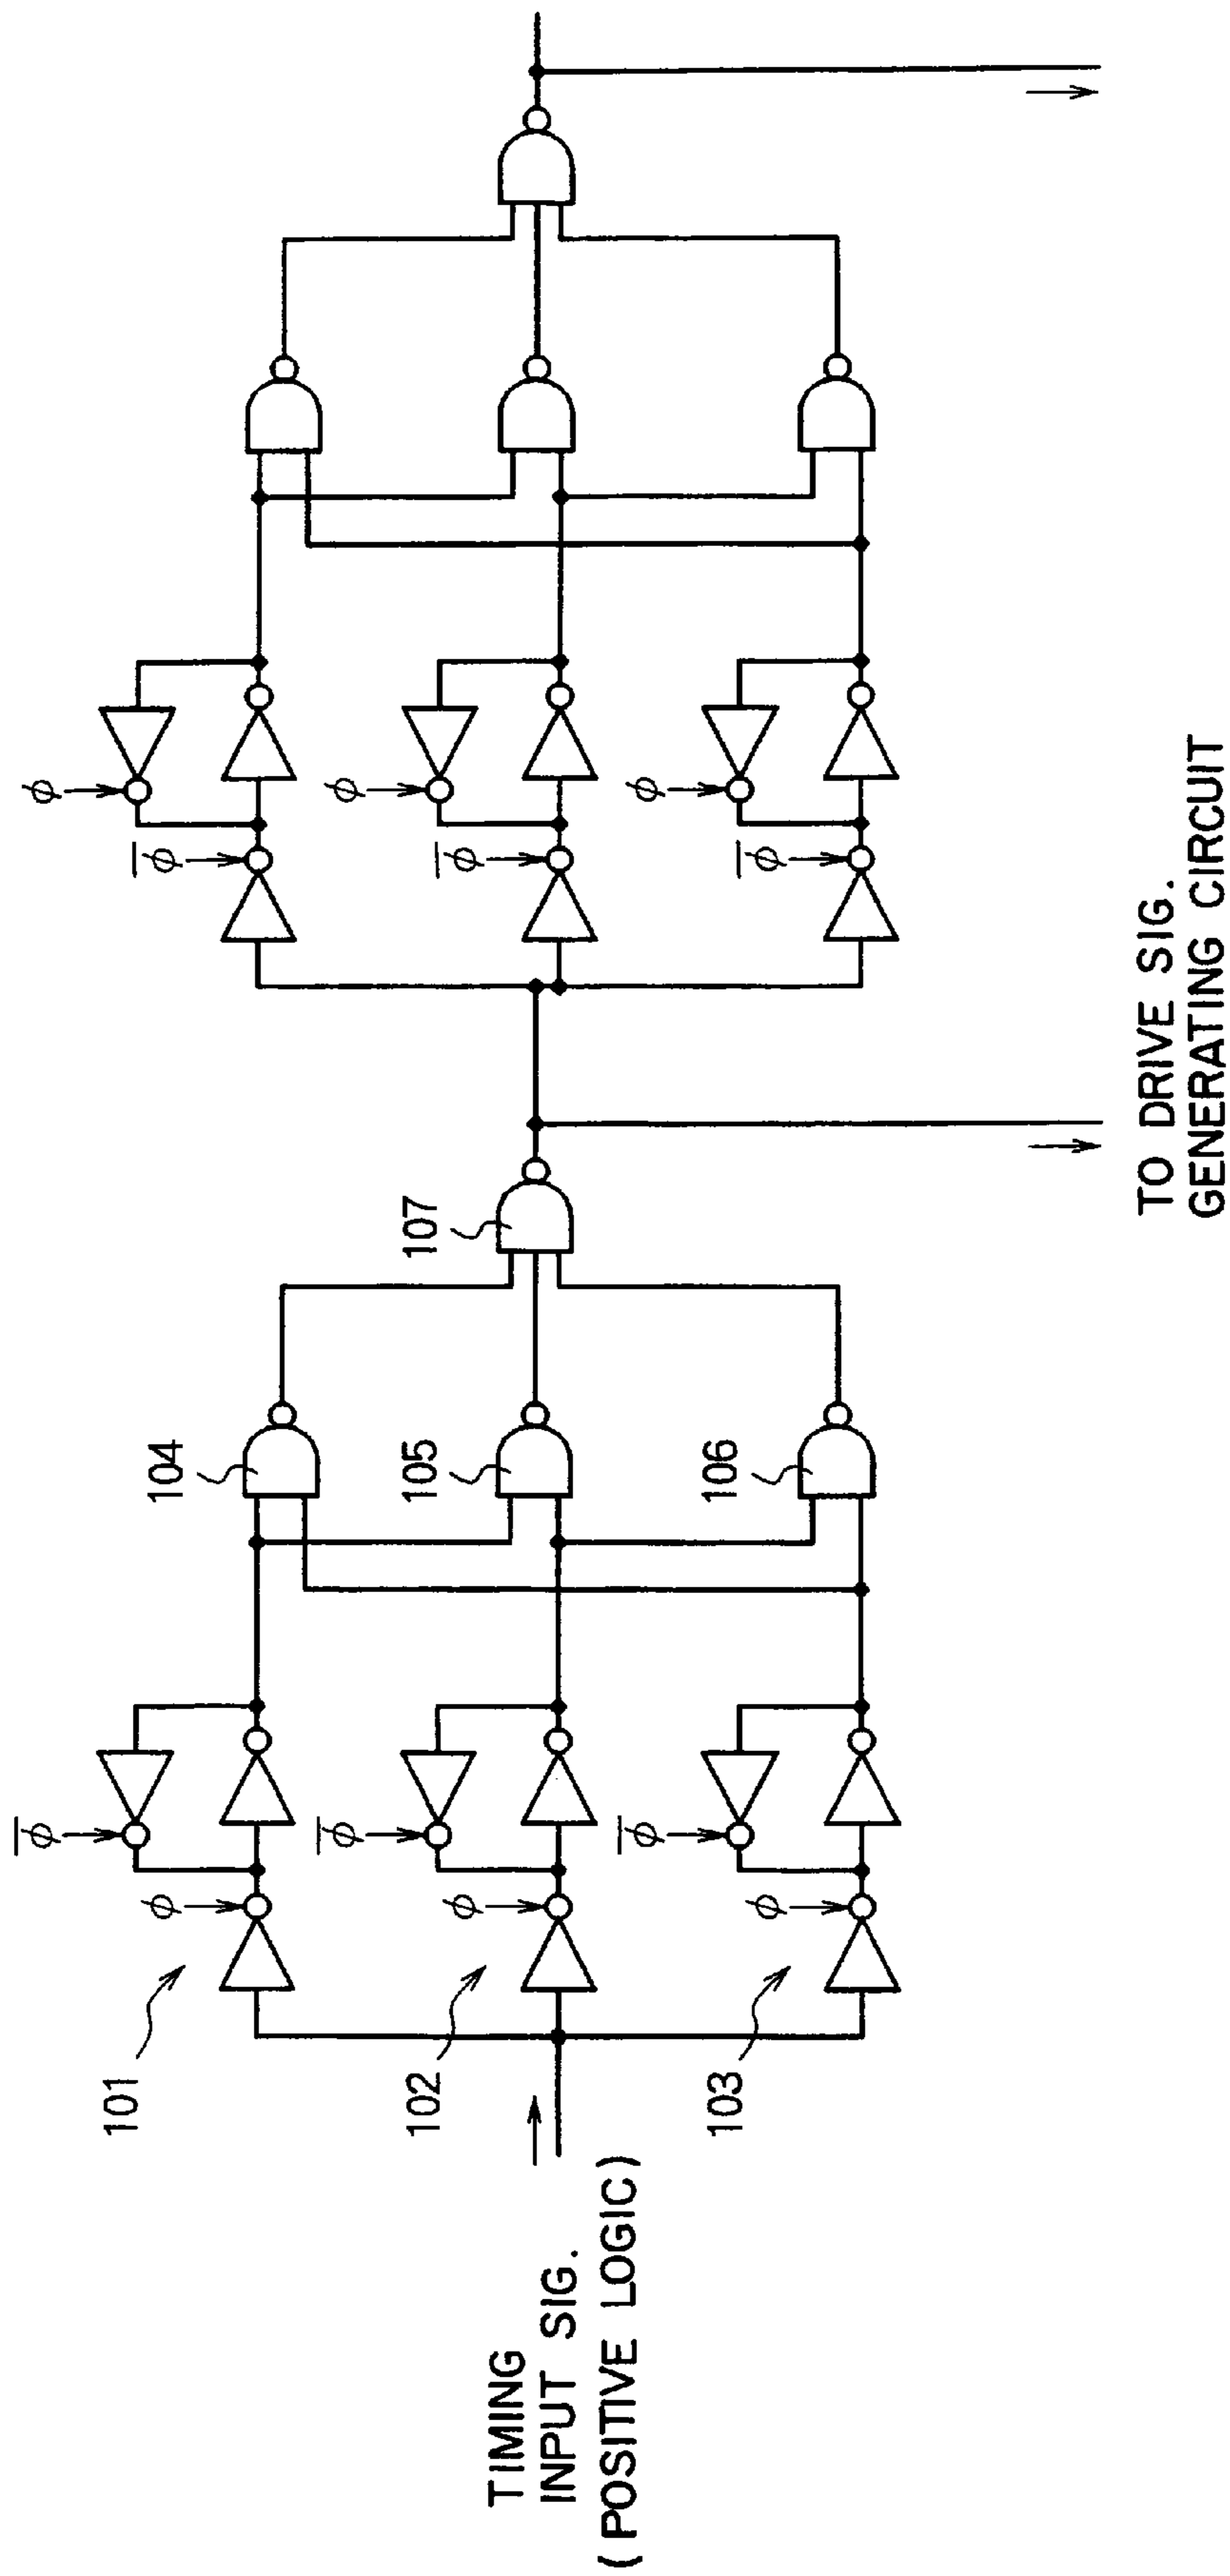 TIMING
INPUT SIG.
(POSITIVE LOGIC)
101
102
103
ϕ
ϕ̅
ϕ
ϕ̅
ϕ
ϕ̅
104
105
106
107
ϕ̅
ϕ
ϕ̅
ϕ
ϕ̅
ϕ
TO DRIVE SIG.
GENERATING CIRCUIT